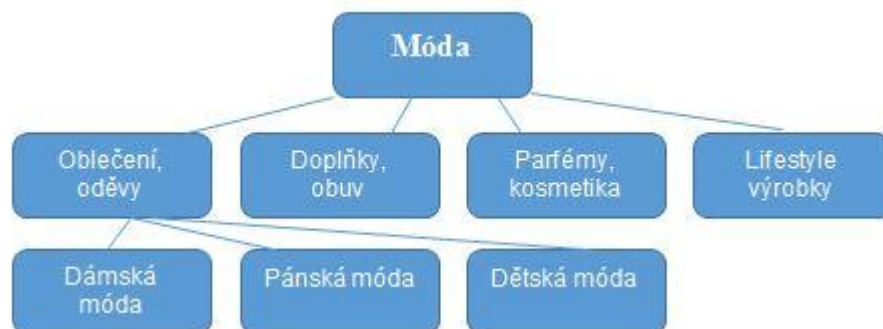 Móda
Oblečení,
oděvy
Doplňky,
obuv
Parfémy,
kosmetika
Lifestyle
výrobky
Dámská
móda
Pánská móda
Dětská móda